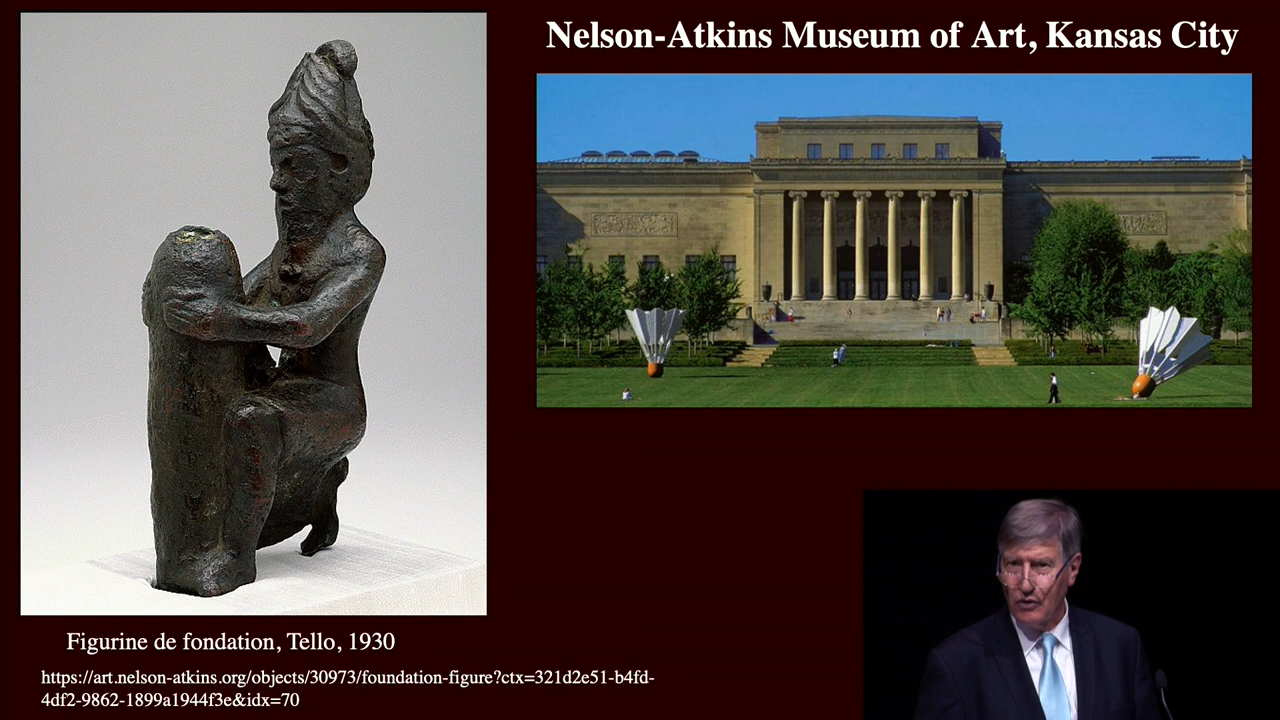 Nelson-Atkins Museum of Art, Kansas City
Figurine de fondation, Tello, 1930
https://art.nelson-atkins.org/objects/30973/foundation-figure?ctx=321d2e51-b4fd-
4df2-9862-1899a1944f3e&idx=70